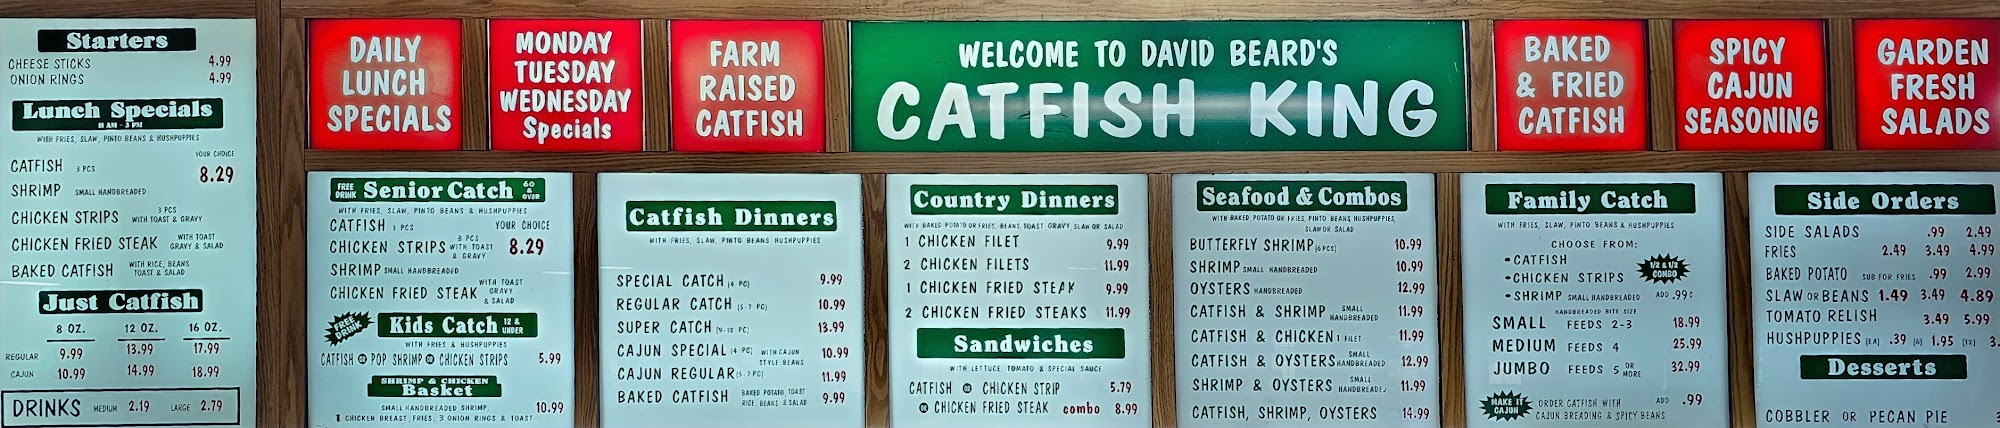 Starters
CHEESE STICKS 4.99
ONION RINGS 4.99
Lunch Specials
11 AM - 3 PM
WITH FRIES, SLAW, PINTO BEANS & HUSHPUPPIES
YOUR CHOICE
CATFISH 3 PCS 8.29
SHRIMP SMALL HANDBREADED
CHICKEN STRIPS 3 PCS WITH TOAST & GRAVY
CHICKEN FRIED STEAK WITH TOAST GRAVY & SALAD
BAKED CATFISH WITH RICE, BEANS TOAST & SALAD
Just Catfish
8 OZ. 12 OZ. 16 OZ.
REGULAR 9.99 13.99 17.99
CAJUN 10.99 14.99 18.99
DRINKS MEDIUM 2.19 LARGE 2.79
DAILY
LUNCH
SPECIALS
MONDAY
TUESDAY
WEDNESDAY
Specials
FARM
RAISED
CATFISH
WELCOME TO DAVID BEARD'S
CATFISH KING
BAKED
& FRIED
CATFISH
SPICY
CAJUN
SEASONING
GARDEN
FRESH
SALADS
FREE DRINK Senior Catch 60 & OVER
WITH FRIES, SLAW, PINTO BEANS & HUSHPUPPIES
CATFISH 3 PCS YOUR CHOICE
CHICKEN STRIPS 3 PCS WITH TOAST & GRAVY 8.29
SHRIMP SMALL HANDBREADED
CHICKEN FRIED STEAK WITH TOAST GRAVY & SALAD
FREE DRINK Kids Catch 12 & UNDER
WITH FRIES & HUSHPUPPIES
CATFISH OR POP SHRIMP OR CHICKEN STRIPS 5.99
SHRIMP & CHICKEN
Basket
SMALL HANDBREADED SHRIMP, 10.99
1 CHICKEN BREAST, FRIES, 3 ONION RINGS & TOAST
Catfish Dinners
WITH FRIES, SLAW, PINTO BEANS, HUSHPUPPIES
SPECIAL CATCH (4 PC) 9.99
REGULAR CATCH (5-7 PC) 10.99
SUPER CATCH (9-12 PC) 13.99
CAJUN SPECIAL (4 PC) WITH CAJUN STYLE BEANS 10.99
CAJUN REGULAR (5-7 PC) 11.99
BAKED CATFISH BAKED POTATO, TOAST RICE, BEANS & SALAD 9.99
Country Dinners
WITH BAKED POTATO OR FRIES, BEANS, TOAST GRAVY, SLAW OR SALAD
1 CHICKEN FILET 9.99
2 CHICKEN FILETS 11.99
1 CHICKEN FRIED STEAK 9.99
2 CHICKEN FRIED STEAKS 11.99
Sandwiches
WITH LETTUCE, TOMATO & SPECIAL SAUCE
CATFISH OR CHICKEN STRIP 5.79
OR CHICKEN FRIED STEAK combo 8.99
Seafood & Combos
WITH BAKED POTATO OR FRIES, PINTO BEANS, HUSHPUPPIES,
SLAW OR SALAD
BUTTERFLY SHRIMP (6 PCS) 10.99
SHRIMP SMALL HANDBREADED 10.99
OYSTERS HANDBREADED 12.99
CATFISH & SHRIMP SMALL HANDBREADED 11.99
CATFISH & CHICKEN 1 FILET 11.99
CATFISH & OYSTERS SMALL HANDBREADED 12.99
SHRIMP & OYSTERS SMALL HANDBREADED 11.99
CATFISH, SHRIMP, OYSTERS 14.99
Family Catch
WITH FRIES, SLAW, PINTO BEANS & HUSHPUPPIES
CHOOSE FROM:
•CATFISH
•CHICKEN STRIPS 1/2 & 1/2 COMBO
•SHRIMP SMALL HANDBREADED ADD .99¢
HANDBREADED BITE SIZE
SMALL FEEDS 2-3 18.99
MEDIUM FEEDS 4 25.99
JUMBO FEEDS 5 OR MORE 32.99
MAKE IT CAJUN ORDER CATFISH WITH ADD .99
CAJUN BREADING & SPICY BEANS
Side Orders
SIDE SALADS .99 2.49
FRIES 2.49 3.49 4.99
BAKED POTATO SUB FOR FRIES .99 2.99
SLAW OR BEANS 1.49 3.49 4.89
TOMATO RELISH 3.49 5.99
HUSHPUPPIES (EA) .39 (6) 1.95 (12) 3.
Desserts
COBBLER OR PECAN PIE